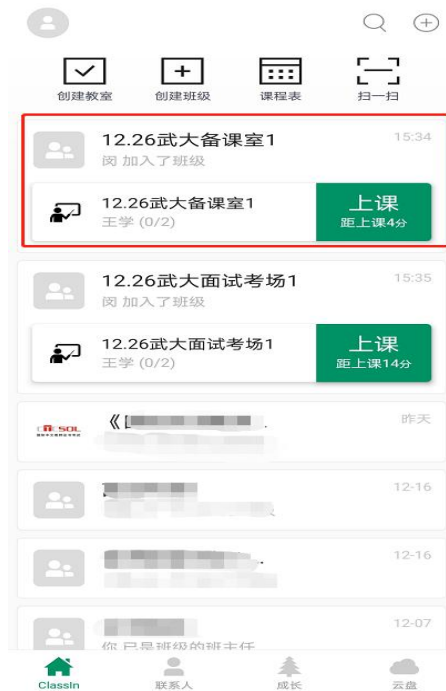 创建教室
创建班级
课程表
扫一扫
12.26武大备课室1
15:34
闵 加入了班级
12.26武大备课室1
王学 (0/2)
上课
距上课4分
12.26武大面试考场1
15:35
闵 加入了班级
12.26武大面试考场1
王学 (0/2)
上课
距上课14分
昨天
12-16
12-16
12-07
你 已是班级的班主任
ClassIn
联系人
成长
云盘